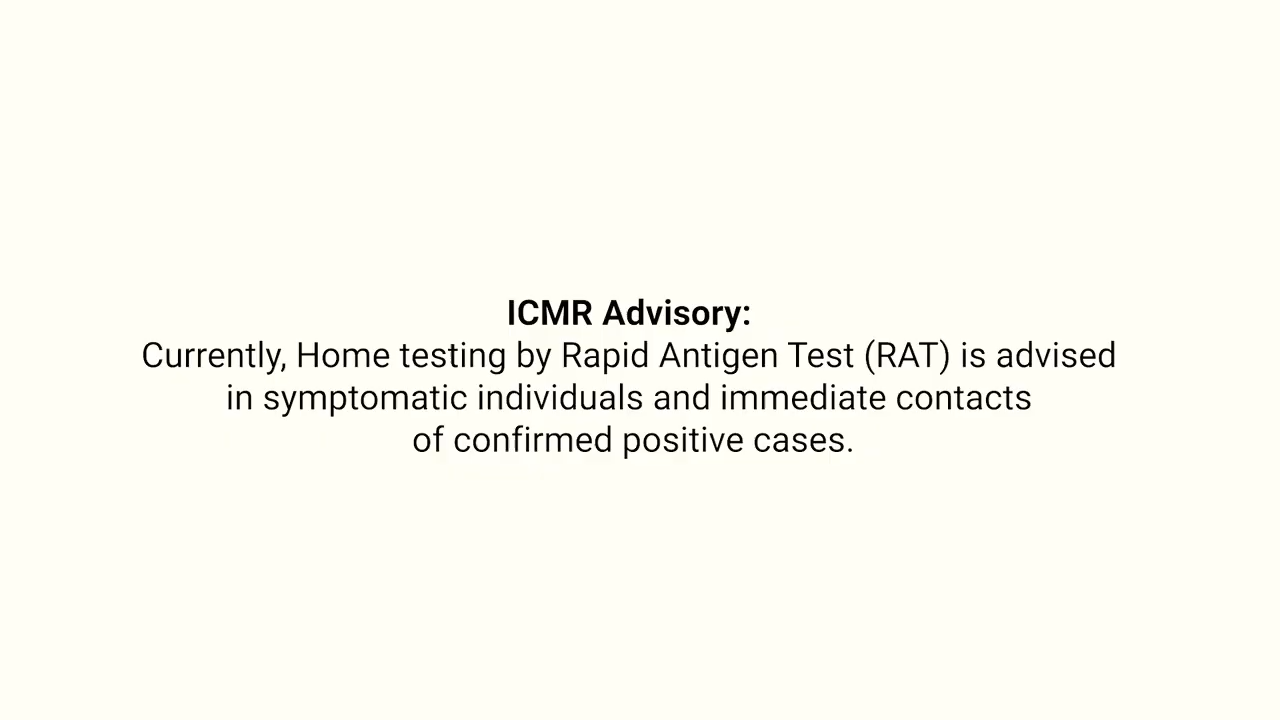 ICMR Advisory:
Currently, Home testing by Rapid Antigen Test (RAT) is advised
in symptomatic individuals and immediate contacts
of confirmed positive cases.